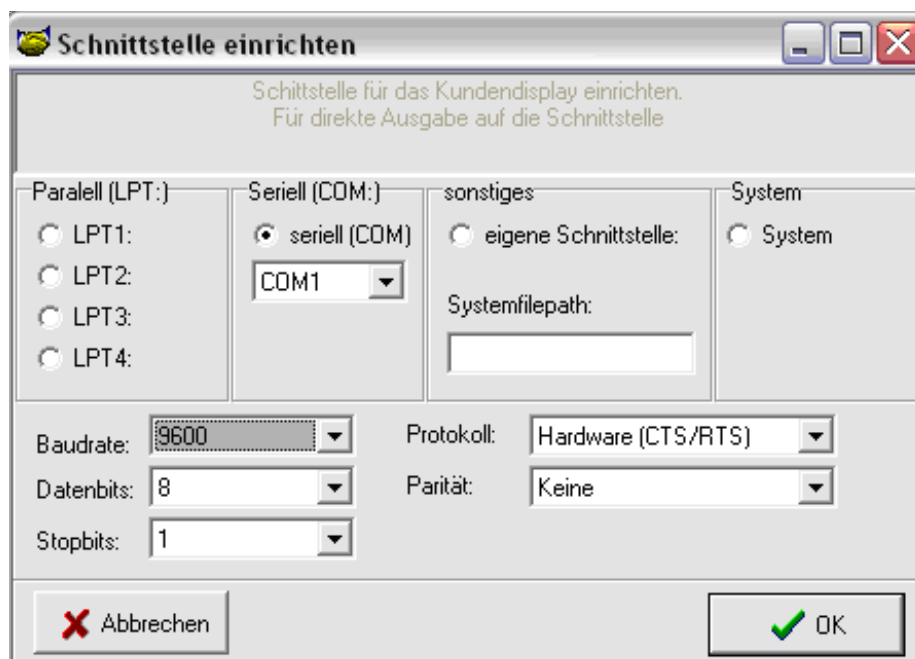 Schnittstelle einrichten
Schittstelle für das Kundendisplay einrichten.
Für direkte Ausgabe auf die Schnittstelle
Paralell (LPT:)
LPT1:
LPT2:
LPT3:
LPT4:
Seriell (COM:)
seriell (COM)
COM1
sonstiges
eigene Schnittstelle:
Systemfilepath:
System
System
Baudrate: 9600
Datenbits: 8
Stopbits: 1
Protokoll: Hardware (CTS/RTS)
Parität: Keine
Abbrechen
OK